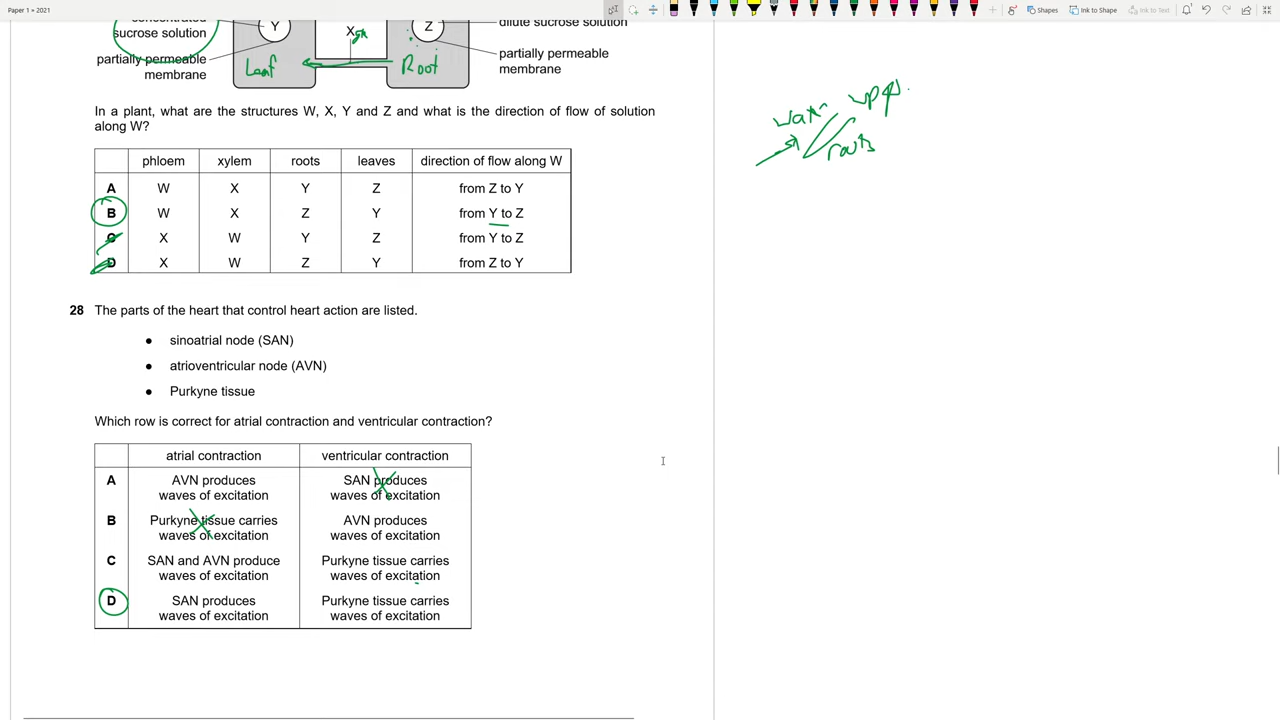 Paper 1 » 2021
Shapes
Ink to Shape
Ink to Text
concentrated
sucrose solution
Y
X
Z
dilute sucrose solution
partially permeable
membrane
partially permeable
membrane
Leaf
Root
In a plant, what are the structures W, X, Y and Z and what is the direction of flow of solution
along W?
phloem xylem roots leaves direction of flow along W
A W X Y Z from Z to Y
B W X Z Y from Y to Z
C X W Y Z from Y to Z
D X W Z Y from Z to Y
water
roots
28 The parts of the heart that control heart action are listed.
• sinoatrial node (SAN)
• atrioventricular node (AVN)
• Purkyne tissue
Which row is correct for atrial contraction and ventricular contraction?
atrial contraction ventricular contraction
A AVN produces SAN produces
waves of excitation waves of excitation
B Purkyne tissue carries AVN produces
waves of excitation waves of excitation
C SAN and AVN produce Purkyne tissue carries
waves of excitation waves of excitation
D SAN produces Purkyne tissue carries
waves of excitation waves of excitation